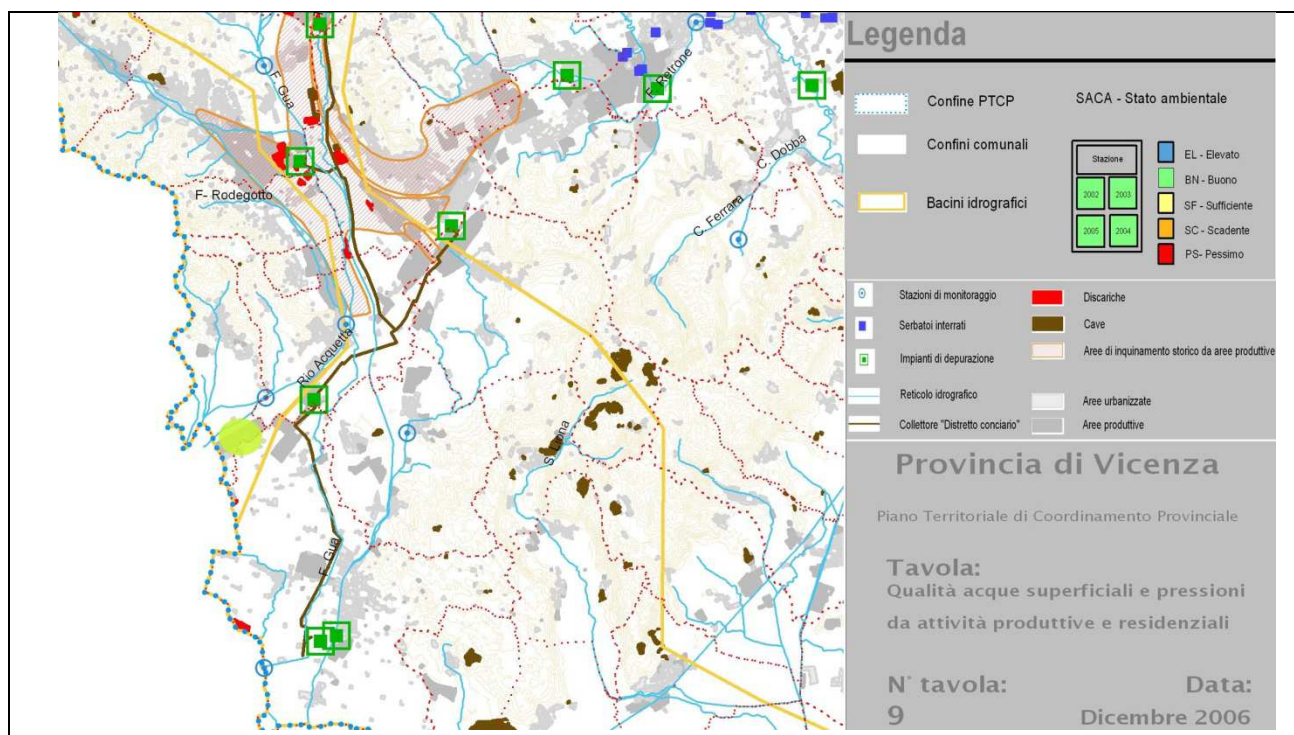 F. Gua
F- Rodegotto
F. Retrone
C. Dobba
C. Ferrara
Rio Acquetta
S. Liona
F. Gua
Legenda
Confine PTCP
Confini comunali
Bacini idrografici
SACA - Stato ambientale
Stazione
2002 2003
2005 2004
EL - Elevato
BN - Buono
SF - Sufficiente
SC - Scadente
PS- Pessimo
Stazioni di monitoraggio
Serbatoi interrati
Impianti di depurazione
Reticolo idrografico
Collettore "Distretto conciario"
Discariche
Cave
Aree di inquinamento storico da aree produttive
Aree urbanizzate
Aree produttive
Provincia di Vicenza
Piano Territoriale di Coordinamento Provinciale
Tavola:
Qualità acque superficiali e pressioni
da attività produttive e residenziali
N° tavola:
9
Data:
Dicembre 2006